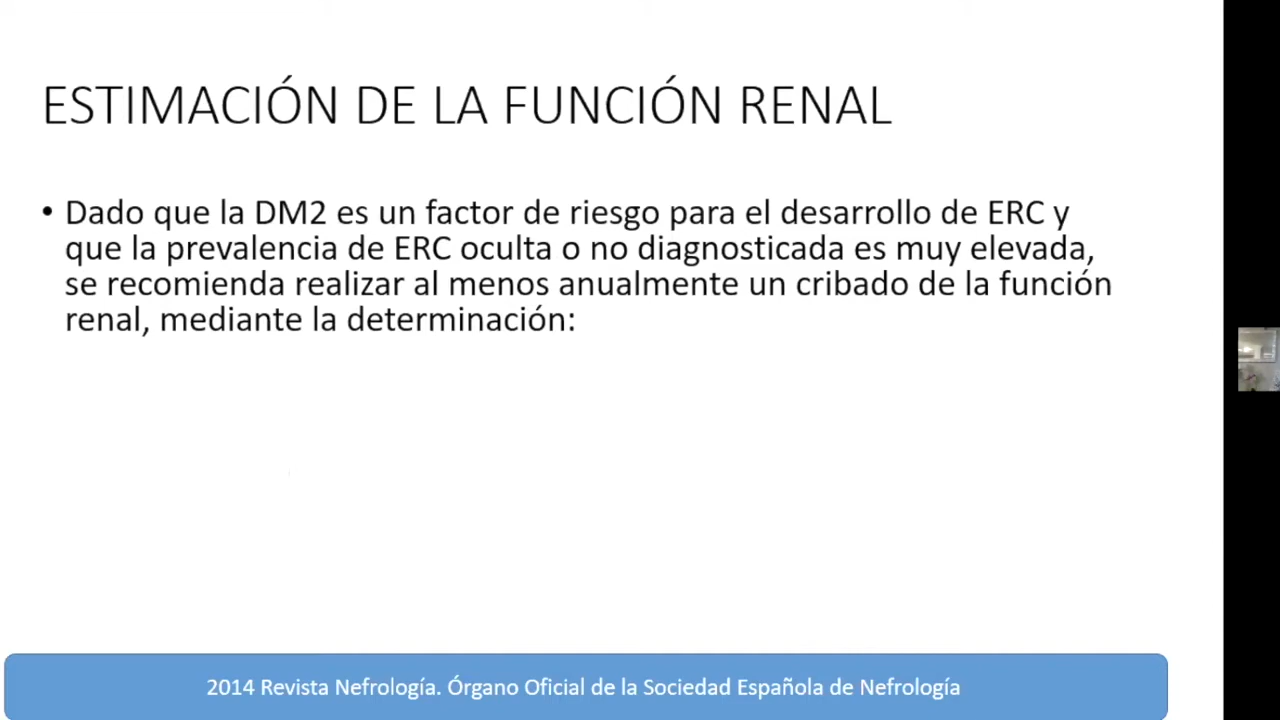 ESTIMACIÓN DE LA FUNCIÓN RENAL
• Dado que la DM2 es un factor de riesgo para el desarrollo de ERC y
que la prevalencia de ERC oculta o no diagnosticada es muy elevada,
se recomienda realizar al menos anualmente un cribado de la función
renal, mediante la determinación:
2014 Revista Nefrología. Órgano Oficial de la Sociedad Española de Nefrología